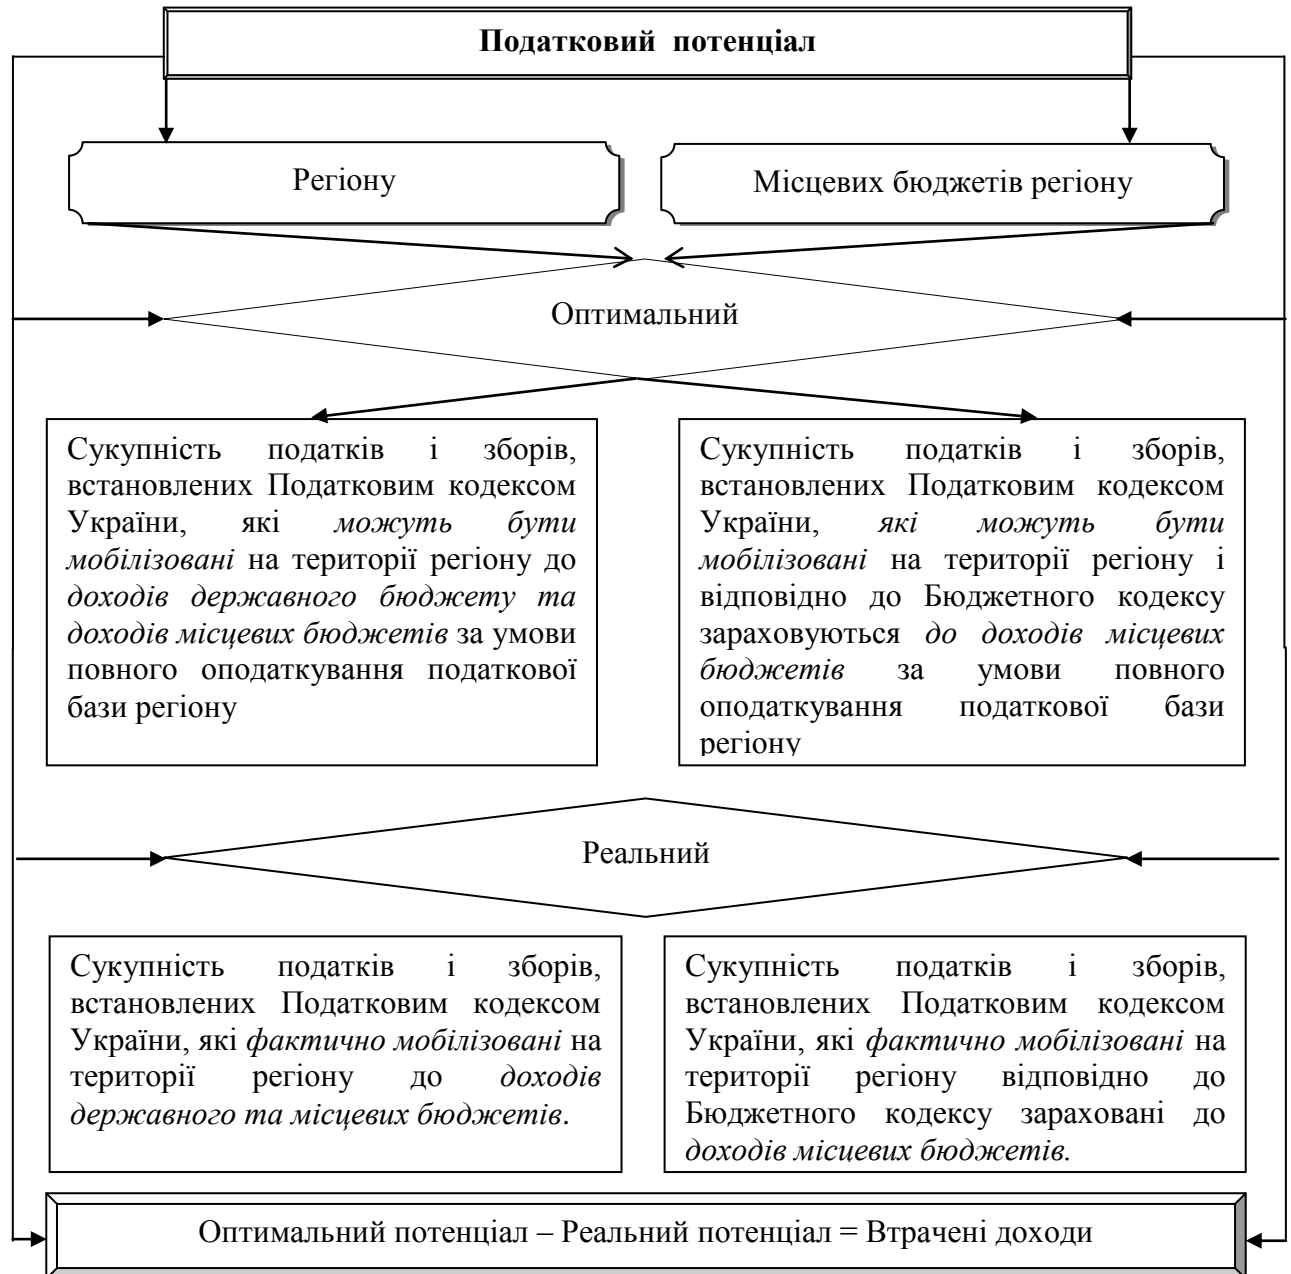 Податковий потенціал
Регіону
Місцевих бюджетів регіону
Оптимальний
Сукупність податків і зборів,
встановлених Податковим кодексом
України, які можуть бути
мобілізовані на території регіону до
доходів державного бюджету та
доходів місцевих бюджетів за умови
повного оподаткування податкової
бази регіону
Сукупність податків і зборів,
встановлених Податковим кодексом
України, які можуть бути
мобілізовані на території регіону і
відповідно до Бюджетного кодексу
зараховуються до доходів місцевих
бюджетів за умови повного
оподаткування податкової бази
регіону
Реальний
Сукупність податків і зборів,
встановлених Податковим кодексом
України, які фактично мобілізовані на
території регіону до доходів
державного та місцевих бюджетів.
Сукупність податків і зборів,
встановлених Податковим кодексом
України, які фактично мобілізовані на
території регіону відповідно до
Бюджетного кодексу зараховані до
доходів місцевих бюджетів.
Оптимальний потенціал – Реальний потенціал = Втрачені доходи